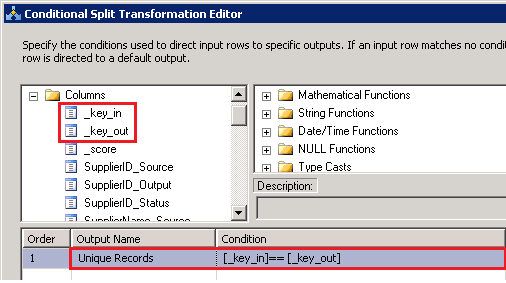 Conditional Split Transformation Editor
Specify the conditions used to direct input rows to specific outputs. If an input row matches no condi
row is directed to a default output.
Columns
_key_in
_key_out
_score
SupplierID_Source
SupplierID_Output
SupplierID_Status
SupplierName_Source
Mathematical Functions
String Functions
Date/Time Functions
NULL Functions
Type Casts
Description:
Order Output Name Condition
1 Unique Records [_key_in]== [_key_out]